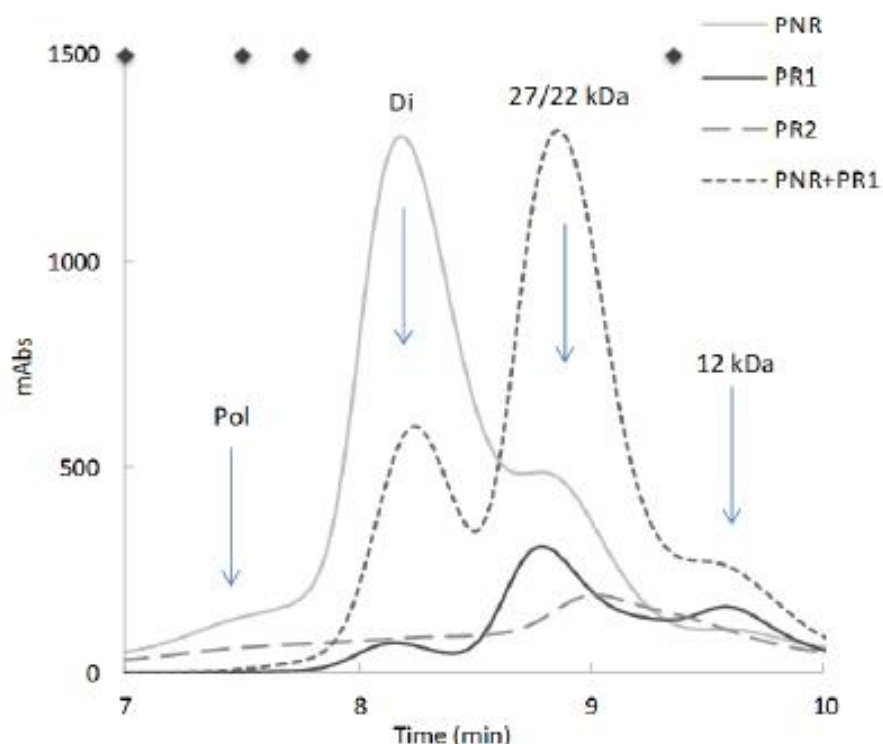 1500
1000
500
0
mAbs
7
8
9
10
Time (min)
Pol
Di
27/22 kDa
12 kDa
PNR
PR1
PR2
PNR+PR1